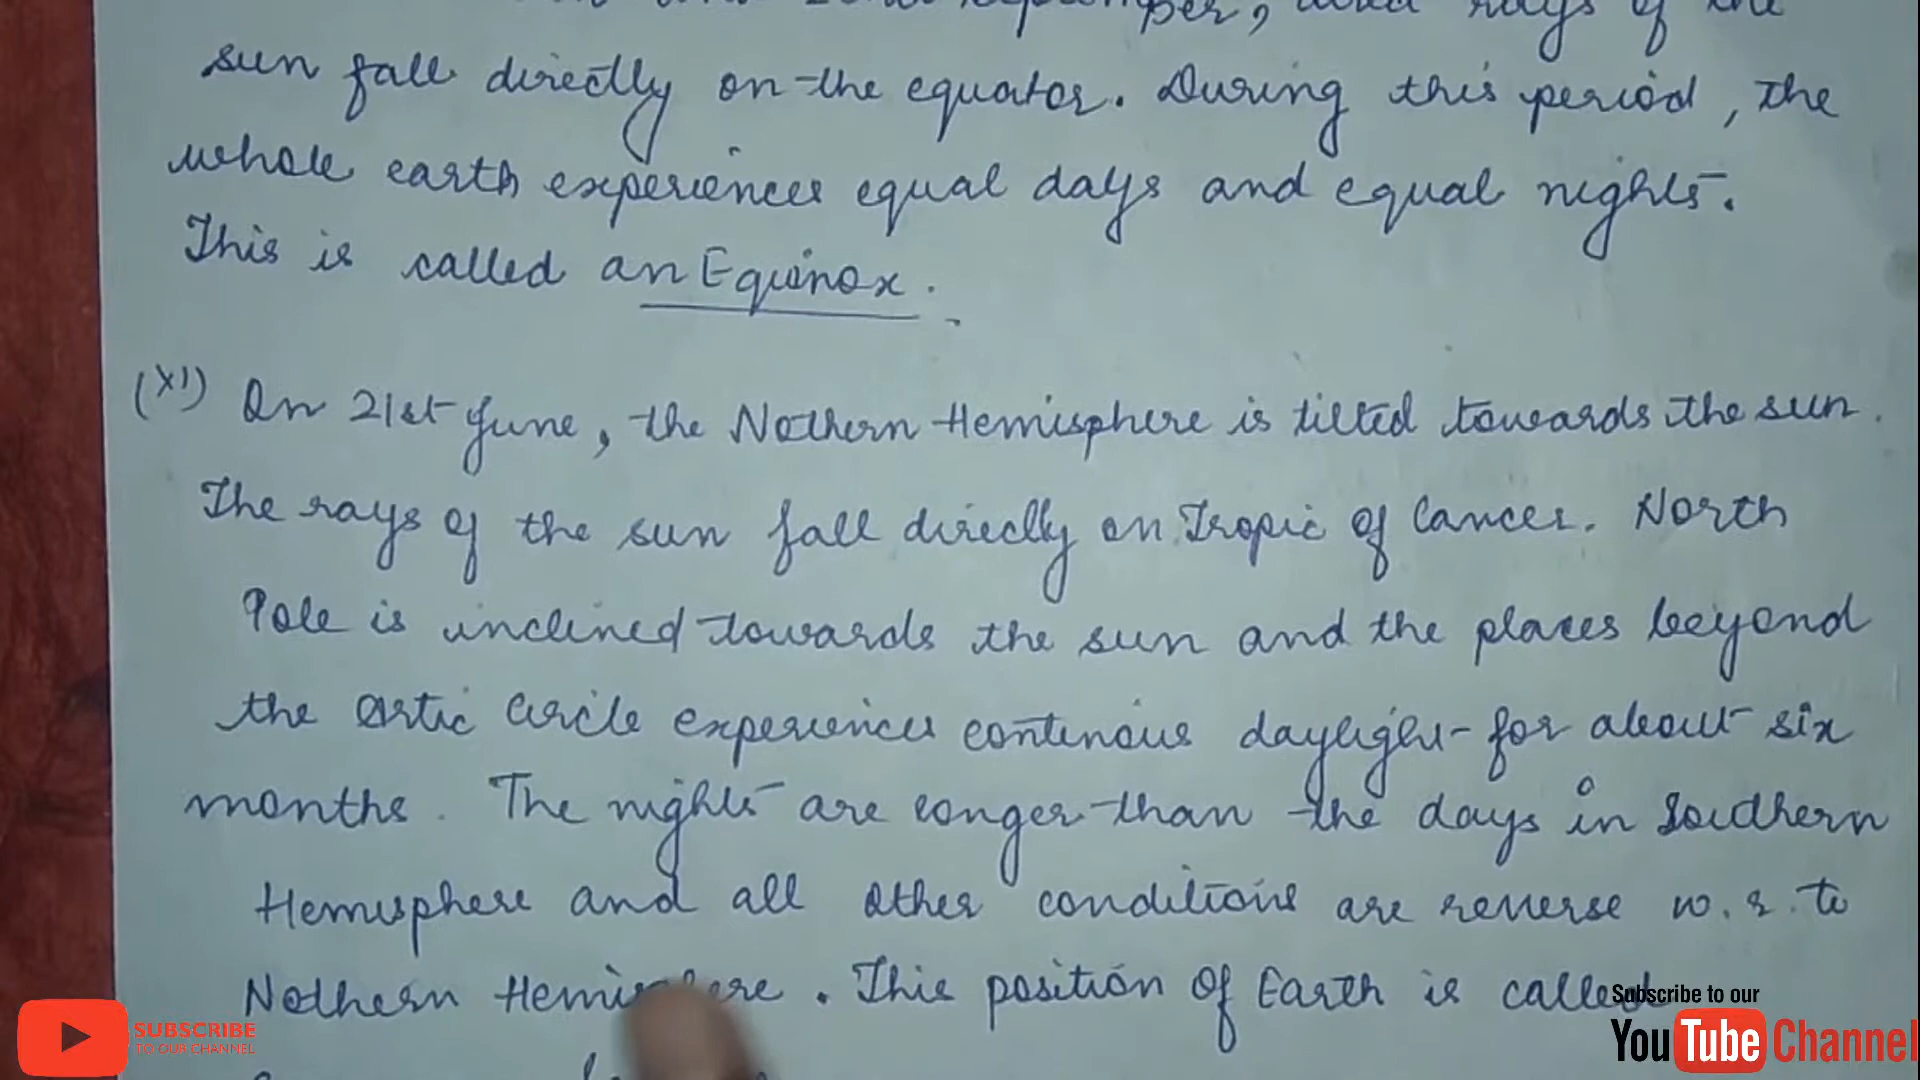 September, direct rays of the
sun fall directly on the equator. During this period, the
whole earth experiences equal days and equal nights.
This is called an Equinox.
(XI) On 21st June, the Nothern Hemisphere is tilted towards the sun.
The rays of the sun fall directly on Tropic of Cancer. North
Pole is inclined towards the sun and the places beyond
the artic circle experiences continous daylight for about six
months. The nights are longer than the days in Southern
Hemisphere and all other conditions are reverse w.r.to
Nothern Hemisphere. This position of Earth is called
Subscribe to our
YouTube Channel
SUBSCRIBE
TO OUR CHANNEL